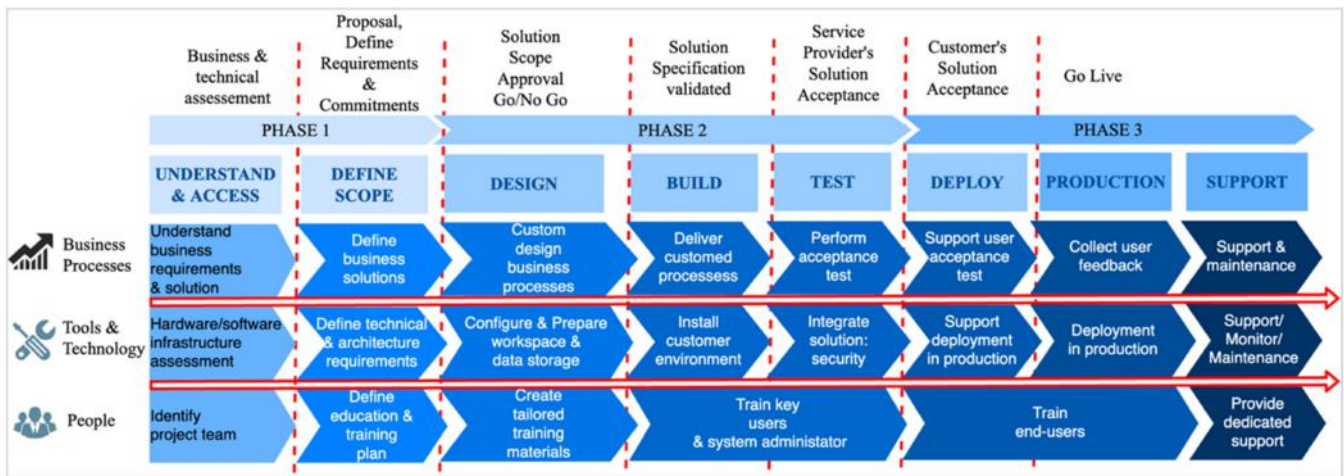 Business &
technical
assessement
Proposal,
Define
Requirements
&
Commitments
Solution
Scope
Approval
Go/No Go
Solution
Specification
validated
Service
Provider's
Solution
Acceptance
Customer's
Solution
Acceptance
Go Live
PHASE 1
PHASE 2
PHASE 3
UNDERSTAND
& ACCESS
DEFINE
SCOPE
DESIGN
BUILD
TEST
DEPLOY
PRODUCTION
SUPPORT
Business
Processes
Understand
business
requirements
& solution
Define
business
solutions
Custom
design
business
processes
Deliver
customed
processess
Perform
acceptance
test
Support user
acceptance
test
Collect user
feedback
Support &
maintenance
Tools &
Technology
Hardware/software
infrastructure
assessment
Define technical
& architecture
requirements
Configure & Prepare
workspace &
data storage
Install
customer
environment
Integrate
solution:
security
Support
deployment
in production
Deployment
in production
Support/
Monitor/
Maintenance
People
Identify
project team
Define
education &
training
plan
Create
tailored
training
materials
Train key
users
& system administator
Train
end-users
Provide
dedicated
support